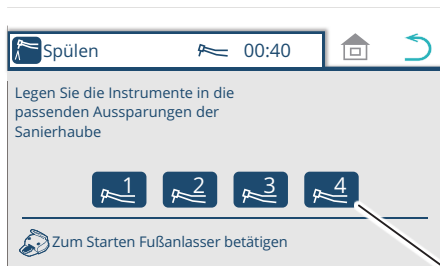 Spülen 00:40
Legen Sie die Instrumente in die
passenden Aussparungen der
Sanierhaube
1 2 3 4
Zum Starten Fußanlasser betätigen